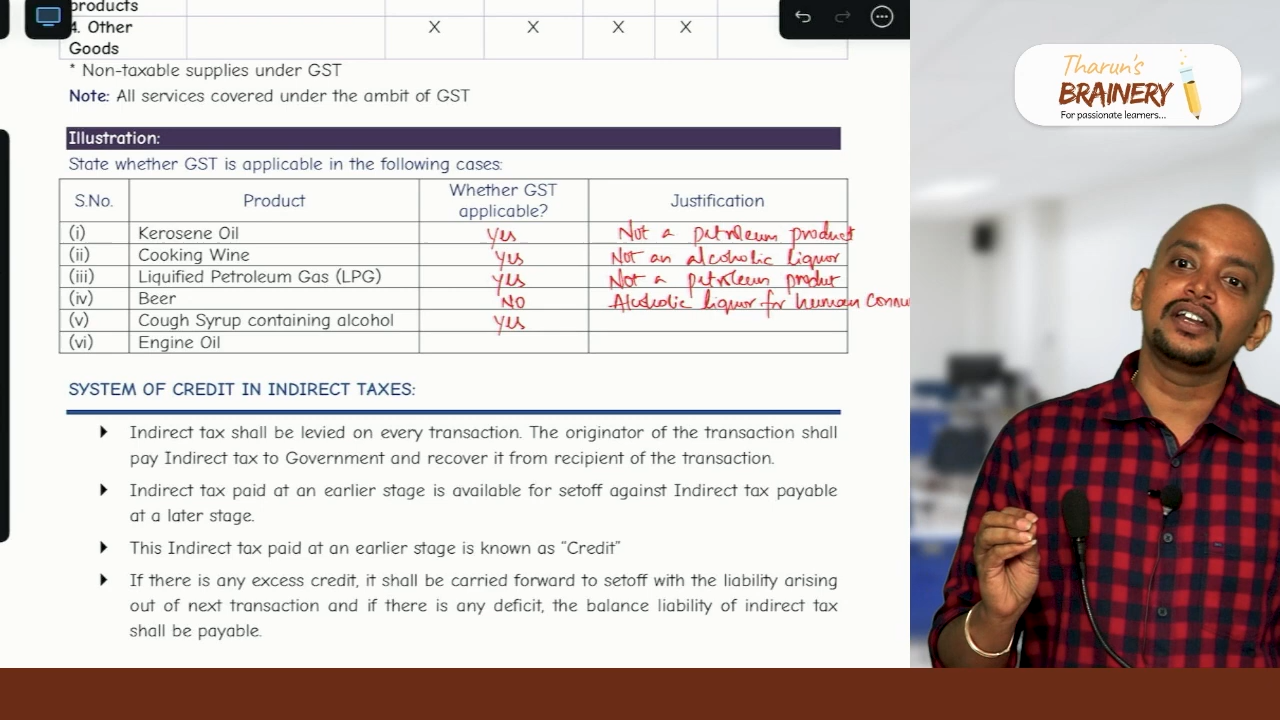 products
4. Other X X X X
Goods
* Non-taxable supplies under GST
Note: All services covered under the ambit of GST
Illustration:
State whether GST is applicable in the following cases:
S.No. Product Whether GST applicable? Justification
(i) Kerosene Oil Yes Not a petroleum product
(ii) Cooking Wine Yes Not an alcoholic liquor
(iii) Liquified Petroleum Gas (LPG) Yes Not a petroleum product
(iv) Beer NO Alcoholic liquor for human
(v) Cough Syrup containing alcohol Yes
(vi) Engine Oil
SYSTEM OF CREDIT IN INDIRECT TAXES:
Indirect tax shall be levied on every transaction. The originator of the transaction shall
pay Indirect tax to Government and recover it from recipient of the transaction.
Indirect tax paid at an earlier stage is available for setoff against Indirect tax payable
at a later stage.
This Indirect tax paid at an earlier stage is known as “Credit”
If there is any excess credit, it shall be carried forward to setoff with the liability arising
out of next transaction and if there is any deficit, the balance liability of indirect tax
shall be payable.
Tharun's
BRAINERY
For passionate learners...